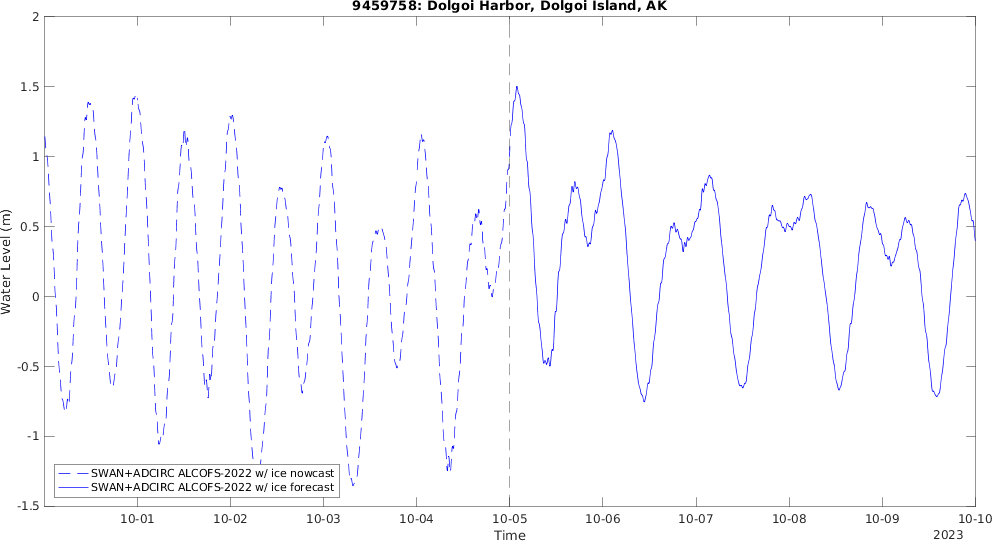 9459758: Dolgoi Harbor, Dolgoi Island, AK
2
1.5
1
0.5
0
-0.5
-1
-1.5
Water Level (m)
SWAN+ADCIRC ALCOFS-2022 w/ ice nowcast
SWAN+ADCIRC ALCOFS-2022 w/ ice forecast
10-01 10-02 10-03 10-04 10-05 10-06 10-07 10-08 10-09 10-10
Time
2023